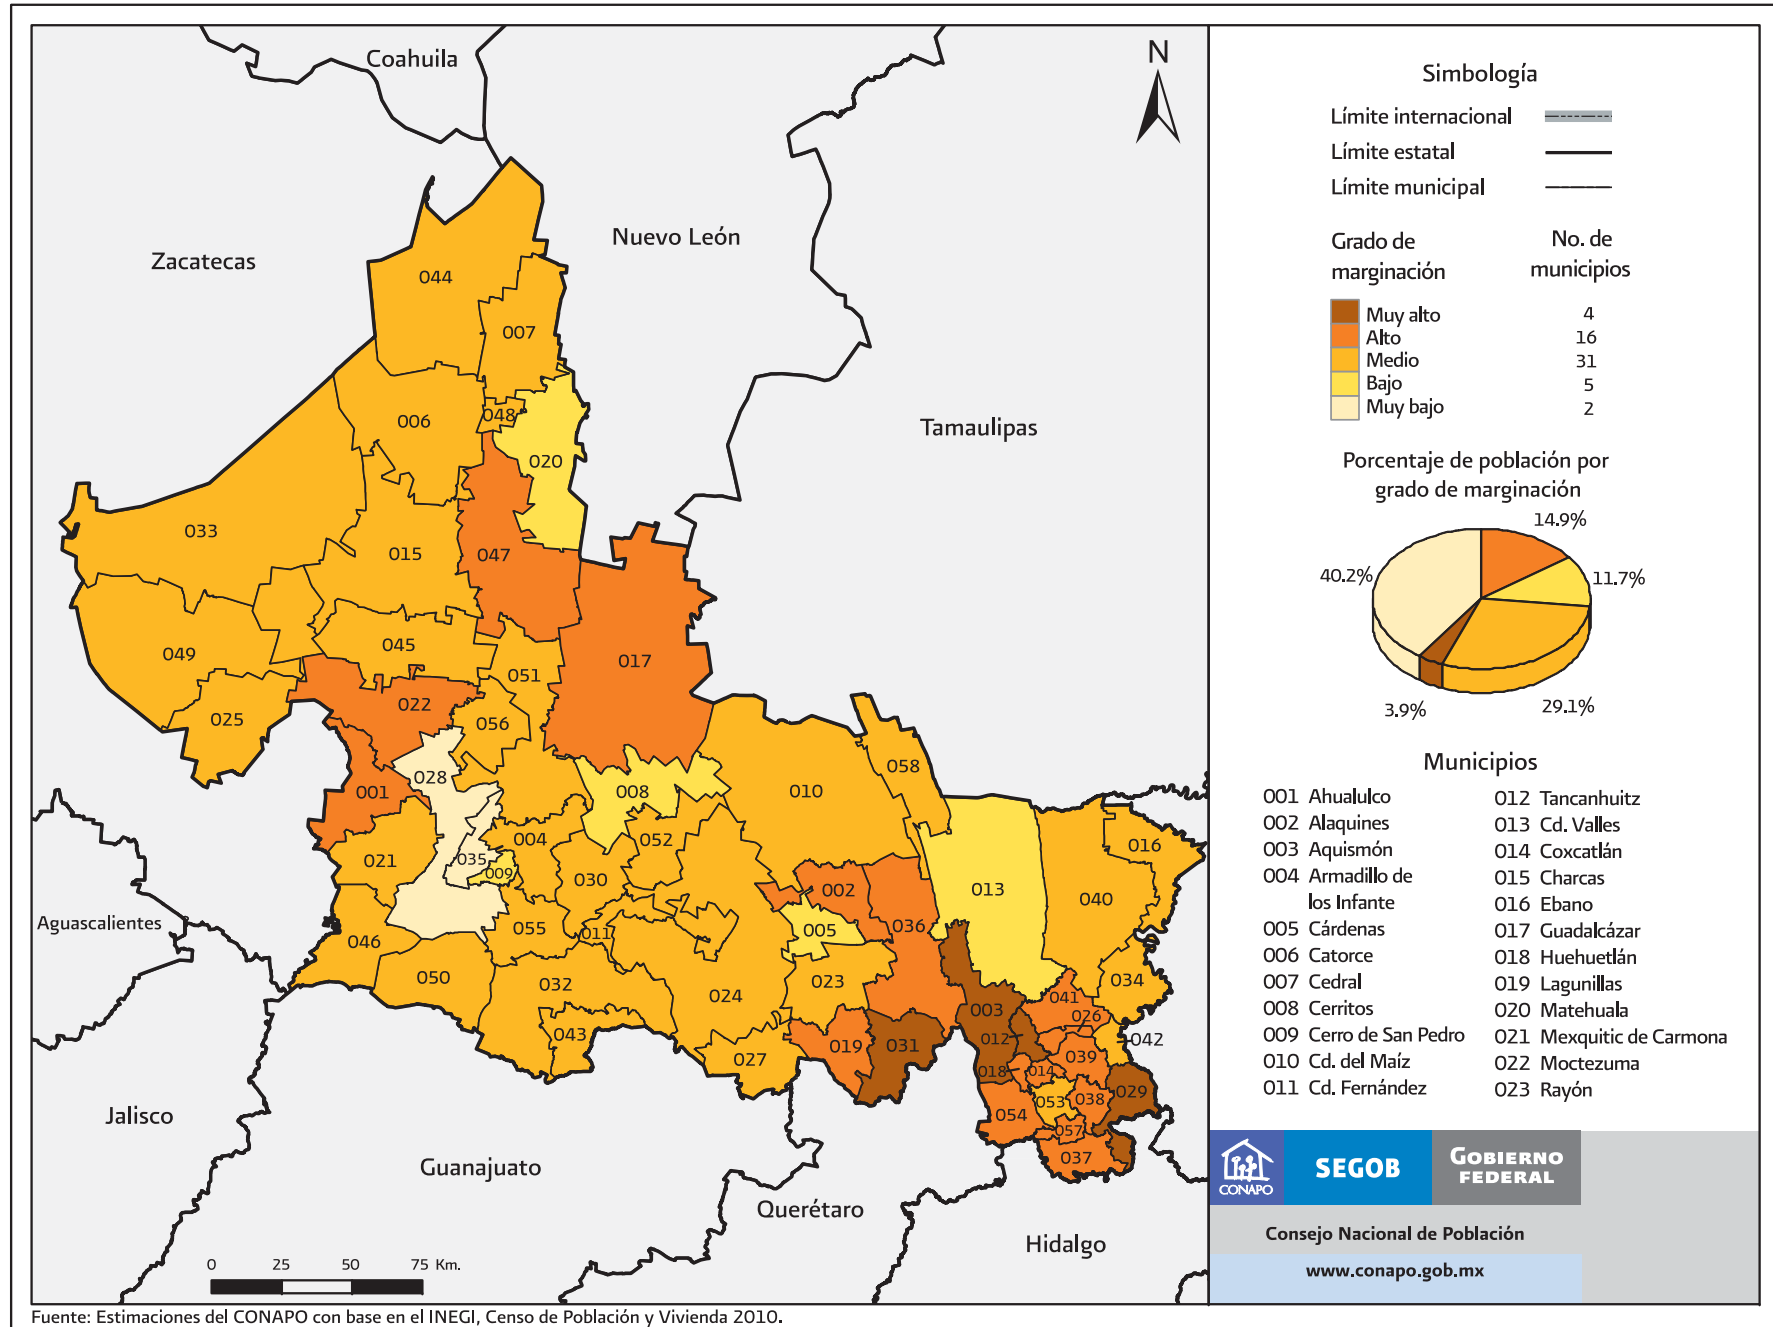 Coahuila
N
Nuevo León
Zacatecas
Tamaulipas
Aguascalientes
Jalisco
Guanajuato
Querétaro
Hidalgo
044
007
048
006
020
033
015
047
045
049
051
017
025
022
056
028
001
008
010
058
004
052
016
021
035
009
030
002
013
040
005
036
046
055
011
050
032
023
024
034
003
041
026
043
012
042
027
019
031
039
018
014
029
053
038
054
057
037
0 25 50 75 Km.
Simbología
Límite internacional
Límite estatal
Límite municipal
Grado de marginación
No. de municipios
Muy alto 4
Alto 16
Medio 31
Bajo 5
Muy bajo 2
Porcentaje de población por
grado de marginación
14.9%
40.2%
11.7%
3.9%
29.1%
Municipios
001 Ahualulco
002 Alaquines
003 Aquismón
004 Armadillo de
los Infante
005 Cárdenas
006 Catorce
007 Cedral
008 Cerritos
009 Cerro de San Pedro
010 Cd. del Maíz
011 Cd. Fernández
012 Tancanhuitz
013 Cd. Valles
014 Coxcatlán
015 Charcas
016 Ebano
017 Guadalcázar
018 Huehuetlán
019 Lagunillas
020 Matehuala
021 Mexquitic de Carmona
022 Moctezuma
023 Rayón
CONAPO
SEGOB
GOBIERNO
FEDERAL
Consejo Nacional de Población
www.conapo.gob.mx
Fuente: Estimaciones del CONAPO con base en el INEGI, Censo de Población y Vivienda 2010.